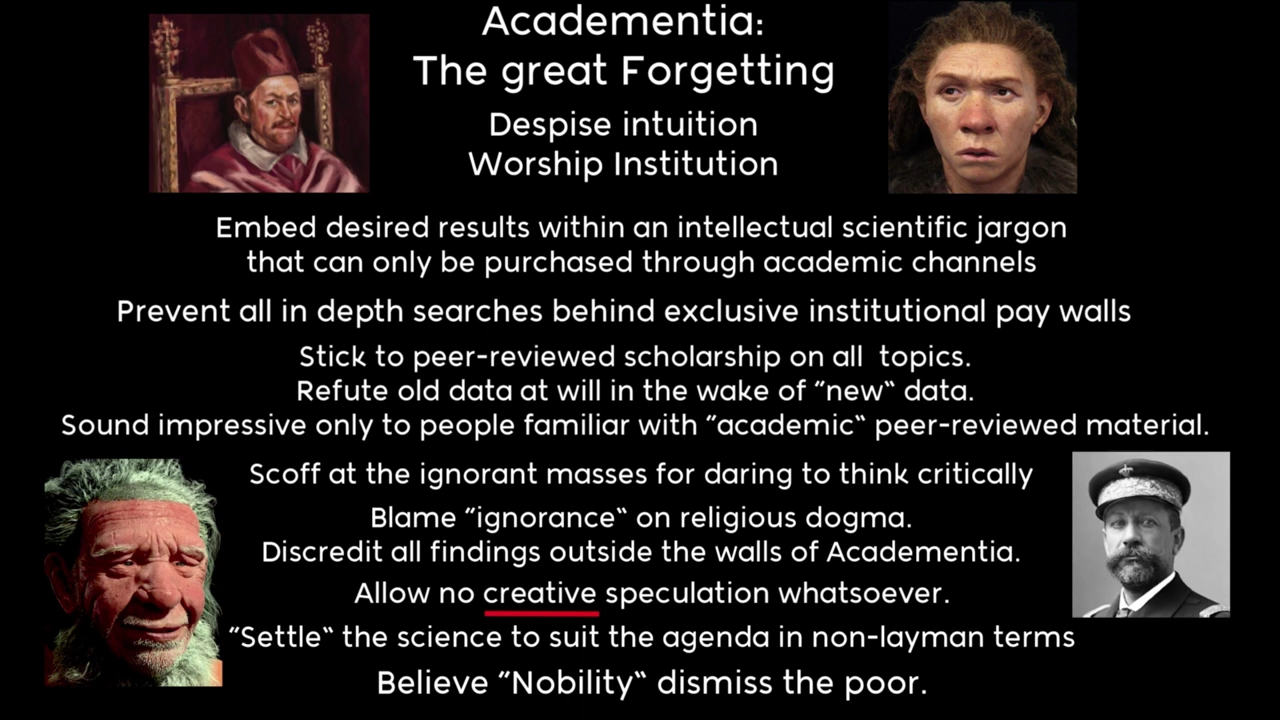 Academentia:
The great Forgetting
Despise intuition
Worship Institution
Embed desired results within an intellectual scientific jargon
that can only be purchased through academic channels
Prevent all in depth searches behind exclusive institutional pay walls
Stick to peer-reviewed scholarship on all  topics.
Refute old data at will in the wake of “new“ data.
Sound impressive only to people familiar with “academic“ peer-reviewed material.
Scoff at the ignorant masses for daring to think critically
Blame “ignorance“ on religious dogma.
Discredit all findings outside the walls of Academentia.
Allow no creative speculation whatsoever.
“Settle“ the science to suit the agenda in non-layman terms
Believe “Nobility“ dismiss the poor.